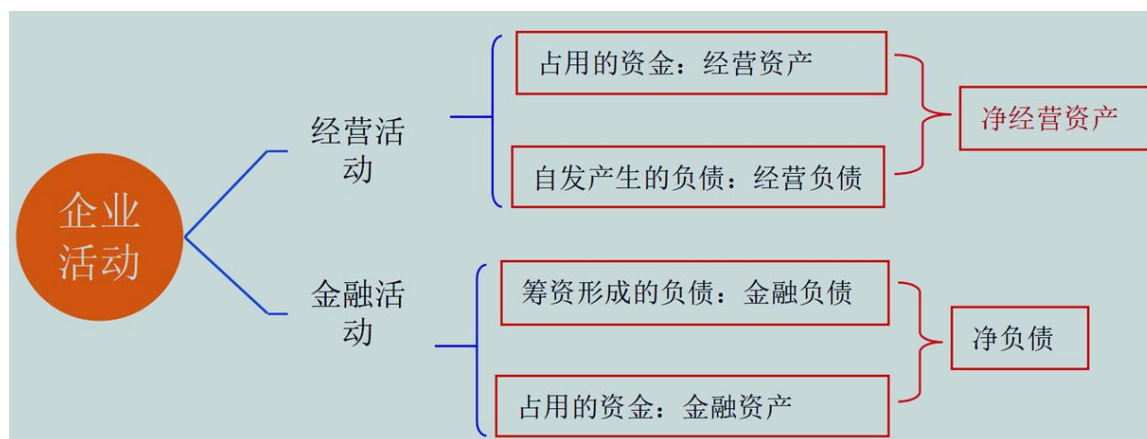 企业
活动
经营活
动
金融活
动
占用的资金：经营资产
自发产生的负债：经营负债
净经营资产
筹资形成的负债：金融负债
占用的资金：金融资产
净负债